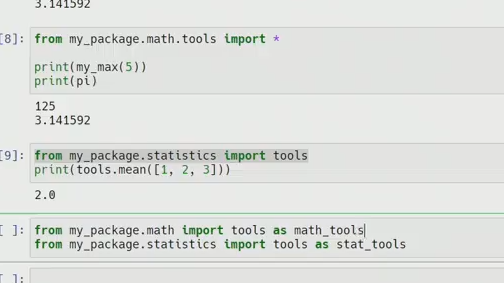 3.141592
[8]:
from my_package.math.tools import *
print(my_max(5))
print(pi)
125
3.141592
[9]:
from my_package.statistics import tools
print(tools.mean([1, 2, 3]))
2.0
[ ]:
from my_package.math import tools as math_tools
from my_package.statistics import tools as stat_tools
[ ]: